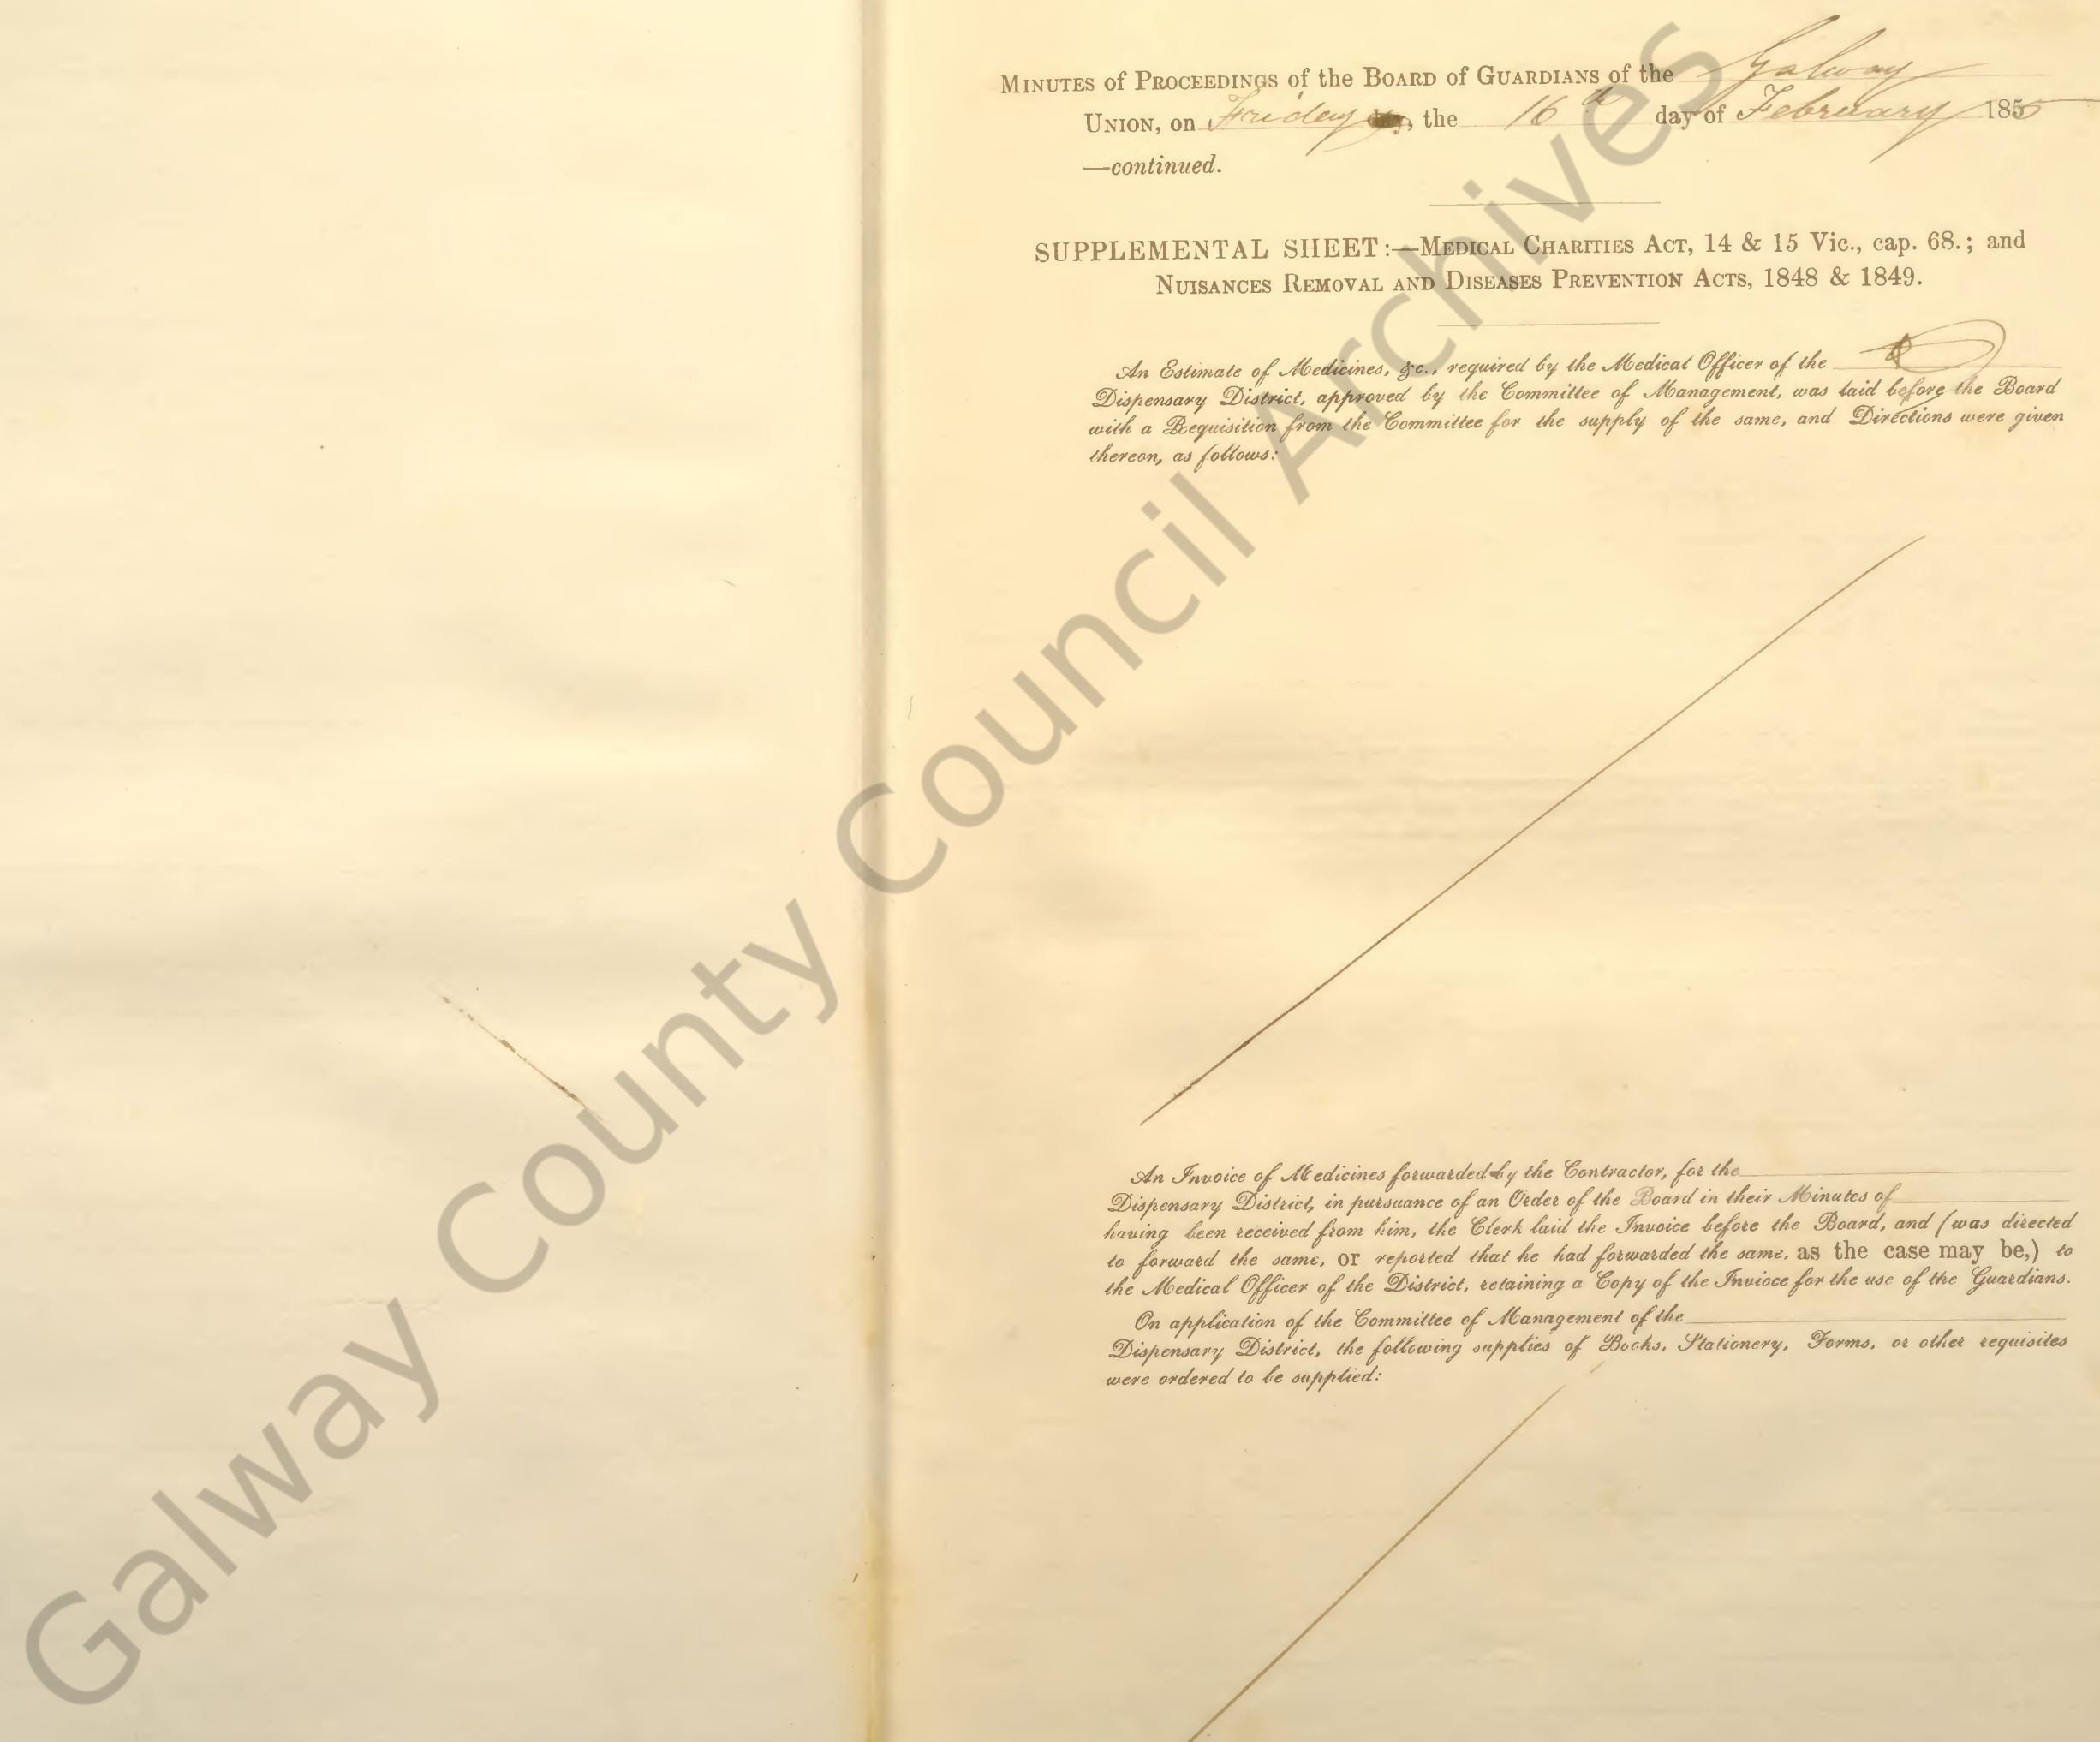 MINUTES of PROCEEDINGS of the BOARD of GUARDIANS of the Galway
UNION, on Friday day, the 16th day of February 1855
—continued.
SUPPLEMENTAL SHEET:—MEDICAL CHARITIES ACT, 14 & 15 Vic., cap. 68.; and
NUISANCES REMOVAL AND DISEASES PREVENTION ACTS, 1848 & 1849.
An Estimate of Medicines, &c., required by the Medical Officer of the
Dispensary District, approved by the Committee of Management, was laid before the Board
with a Requisition from the Committee for the supply of the same, and Directions were given
thereon, as follows:
An Invoice of Medicines forwarded by the Contractor, for the
Dispensary District, in pursuance of an Order of the Board in their Minutes of
having been received from him, the Clerk laid the Invoice before the Board, and (was directed
to forward the same, or reported that he had forwarded the same, as the case may be,) to
the Medical Officer of the District, retaining a Copy of the Invioce for the use of the Guardians.
On application of the Committee of Management of the
Dispensary District, the following supplies of Books, Stationery, Forms, or other requisites
were ordered to be supplied:
Galway County Council Archives